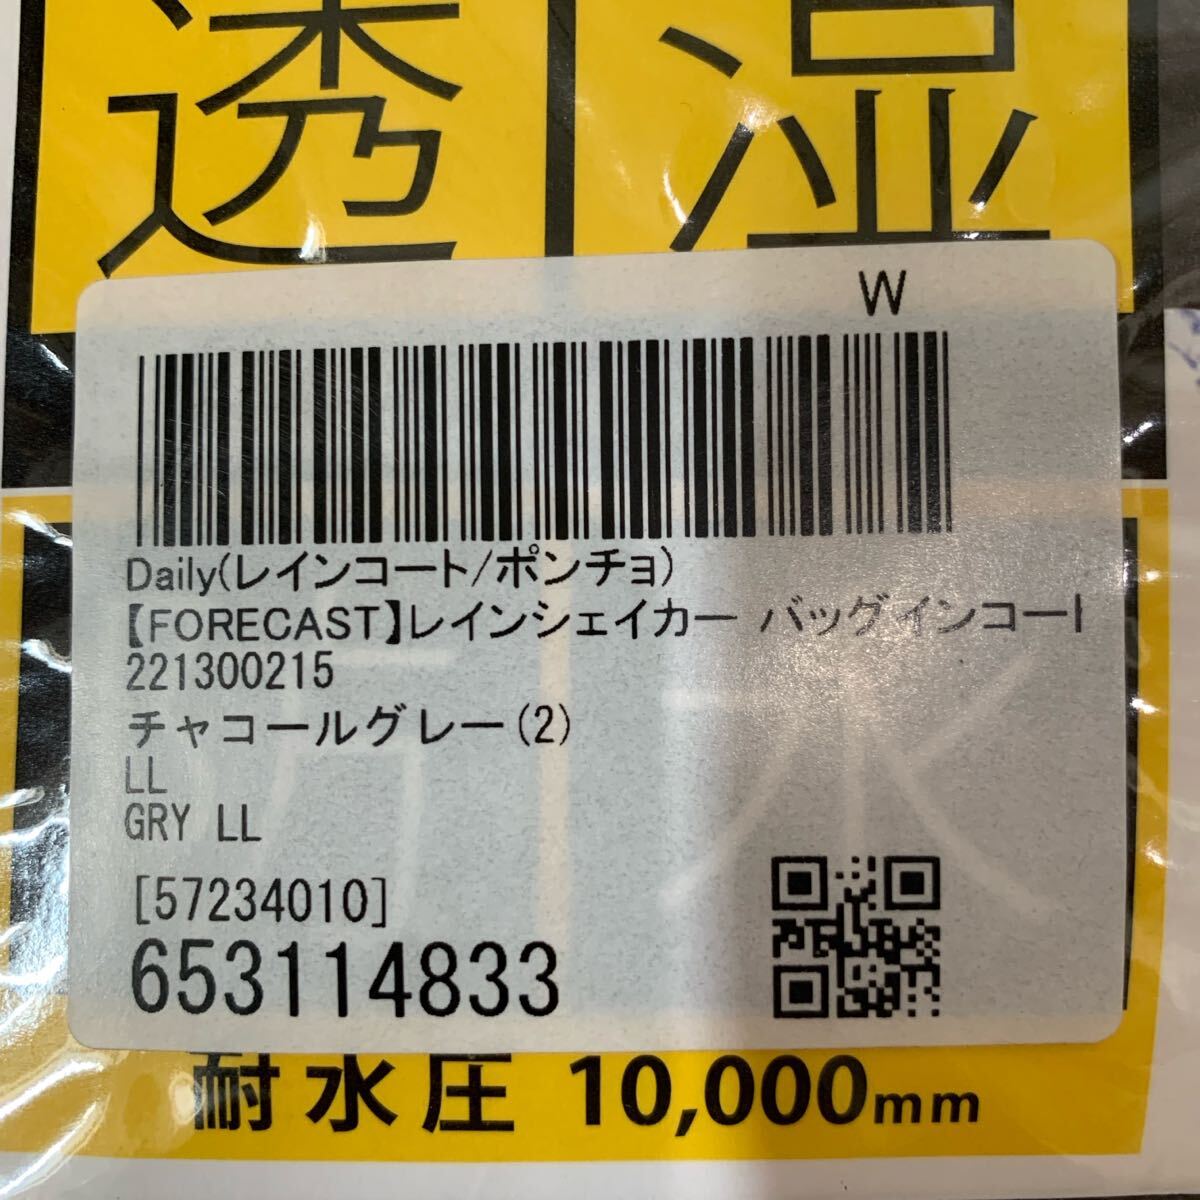 透湿
W
Daily(レインコート/ポンチョ)
【FORECAST】レインシェイカー バッグインコー
221300215
チャコールグレー(2)
LL
GRY LL
[57234010]
653114833
耐水圧 10,000mm